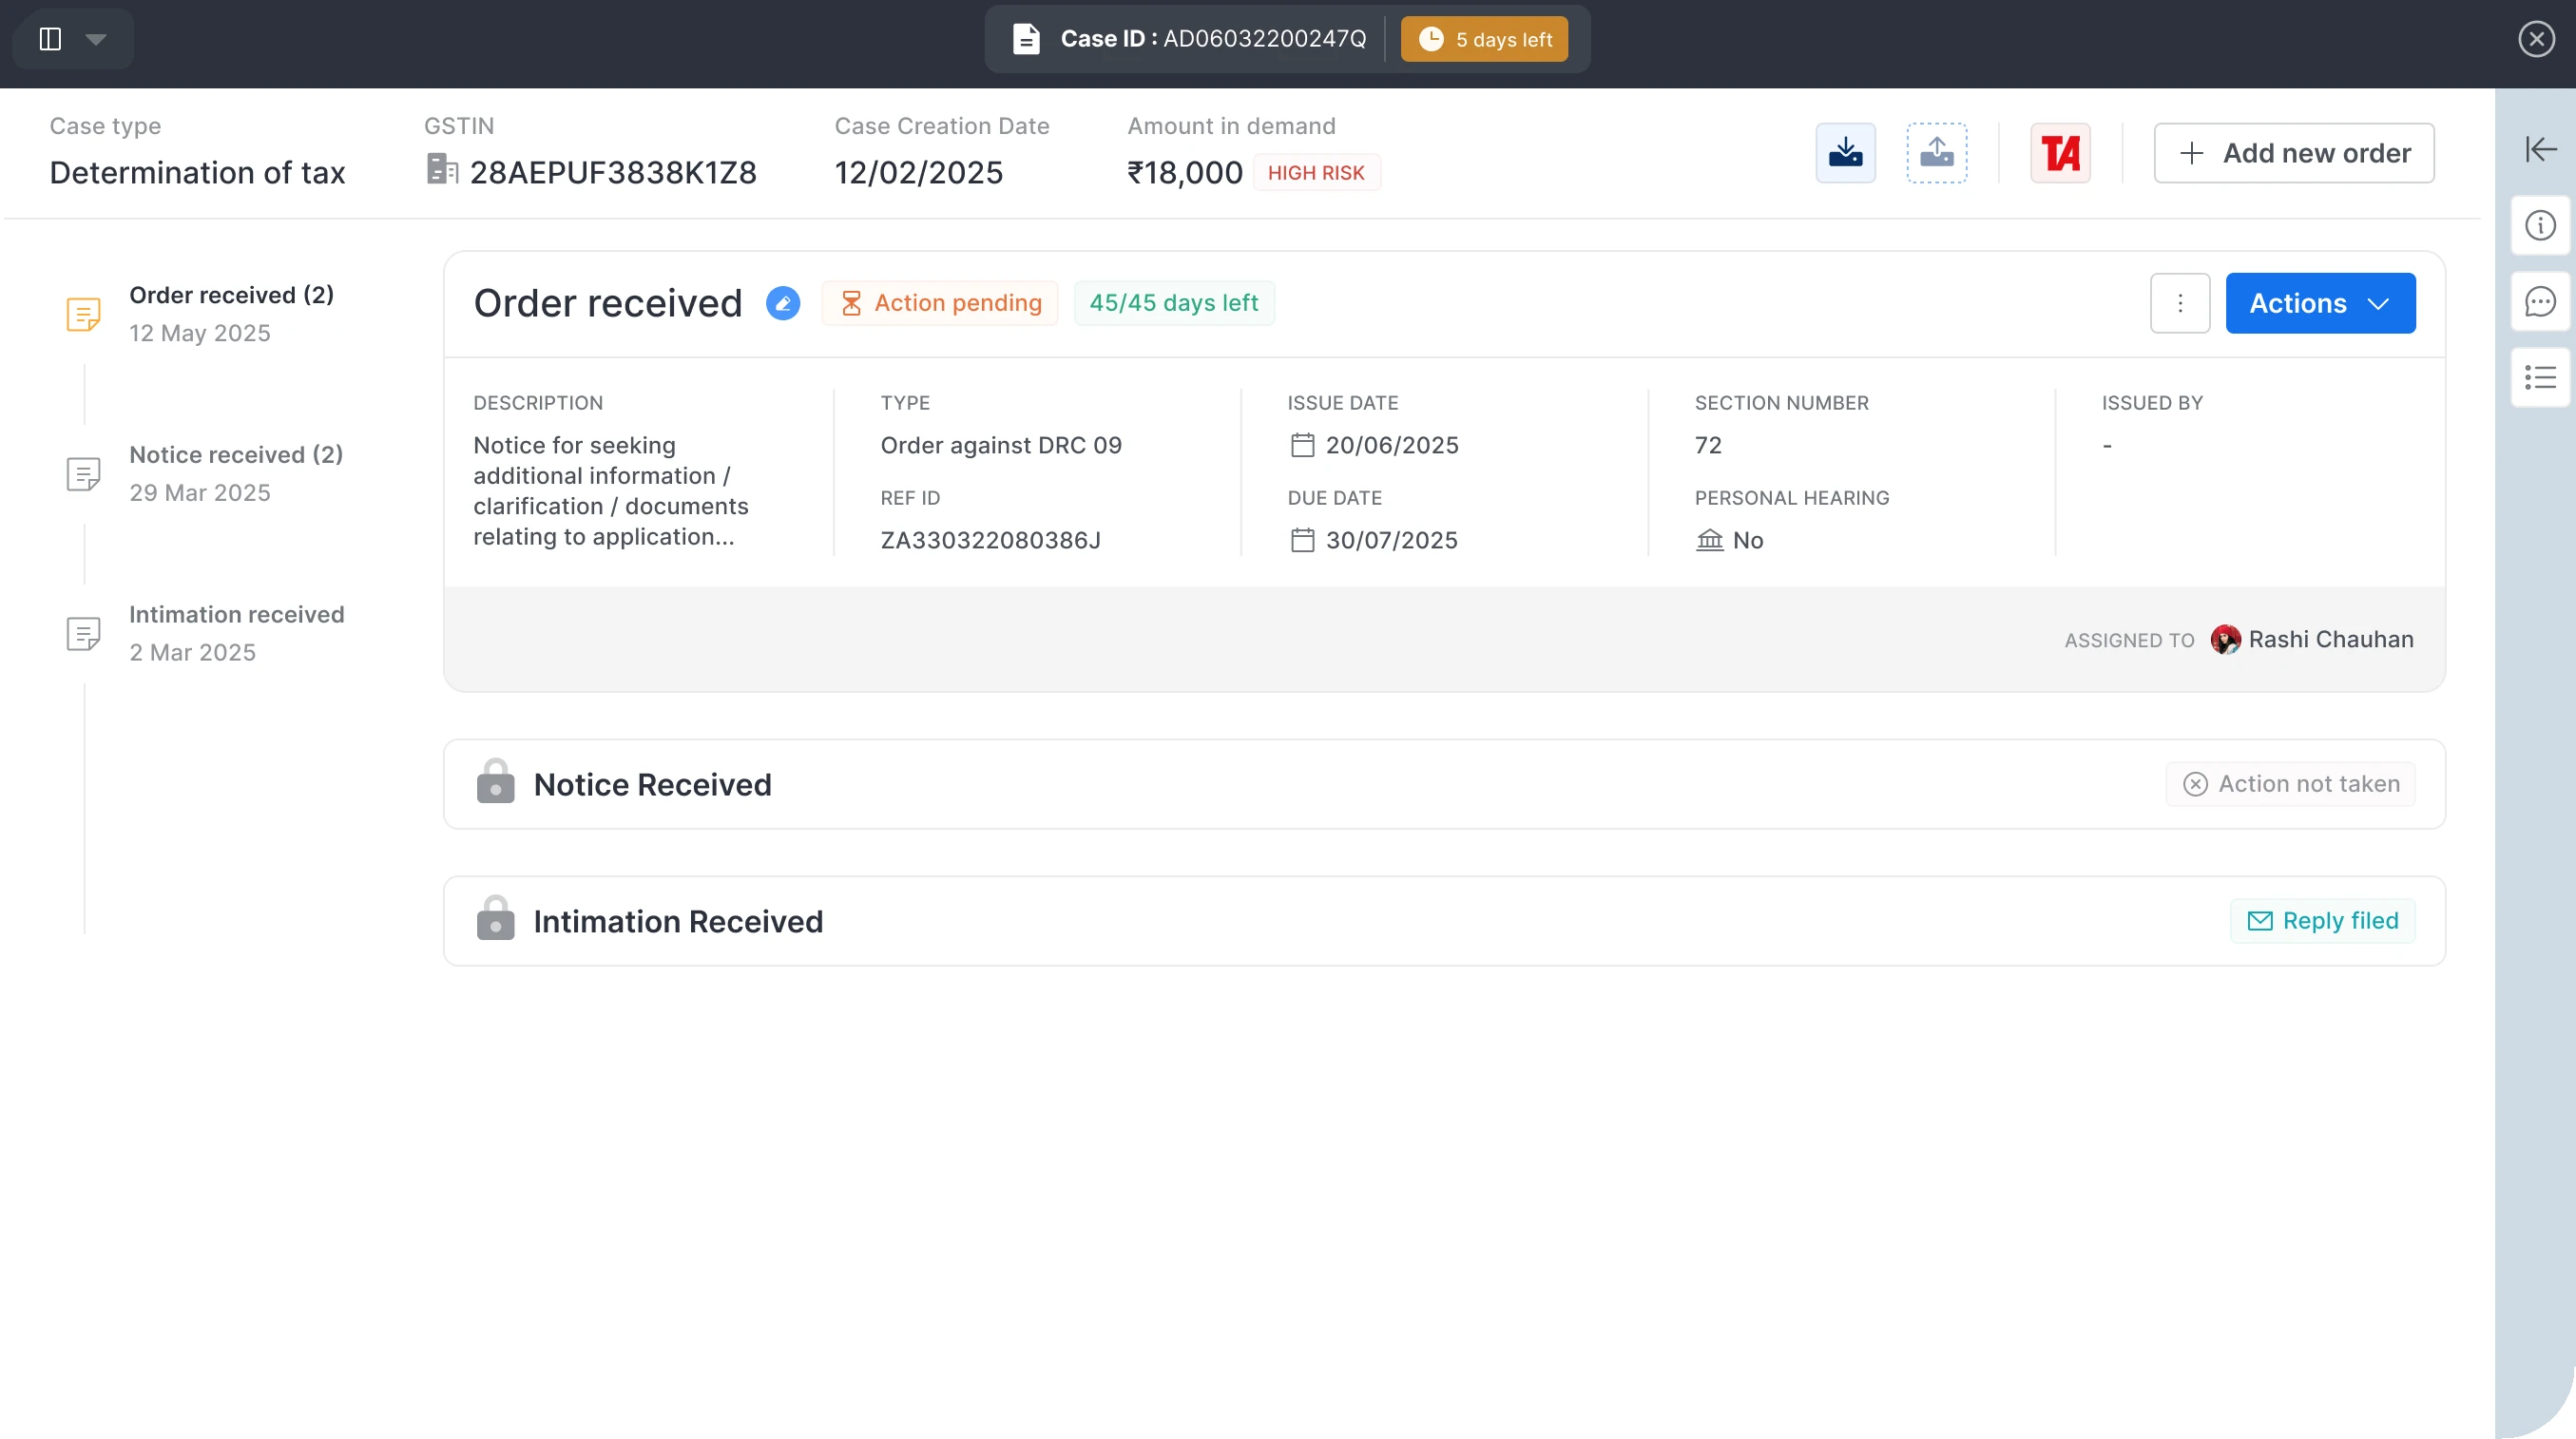 Case ID : AD06032200247Q
5 days left
Case type
Determination of tax
GSTIN
28AEPUF3838K1Z8
Case Creation Date
12/02/2025
Amount in demand
₹18,000 HIGH RISK
TA
Add new order
Order received (2)
12 May 2025
Notice received (2)
29 Mar 2025
Intimation received
2 Mar 2025
Order received
Action pending
45/45 days left
Actions
DESCRIPTION
Notice for seeking
additional information /
clarification / documents
relating to application...
TYPE
Order against DRC 09
REF ID
ZA330322080386J
ISSUE DATE
20/06/2025
DUE DATE
30/07/2025
SECTION NUMBER
72
PERSONAL HEARING
No
ISSUED BY
-
ASSIGNED TO Rashi Chauhan
Notice Received
Action not taken
Intimation Received
Reply filed